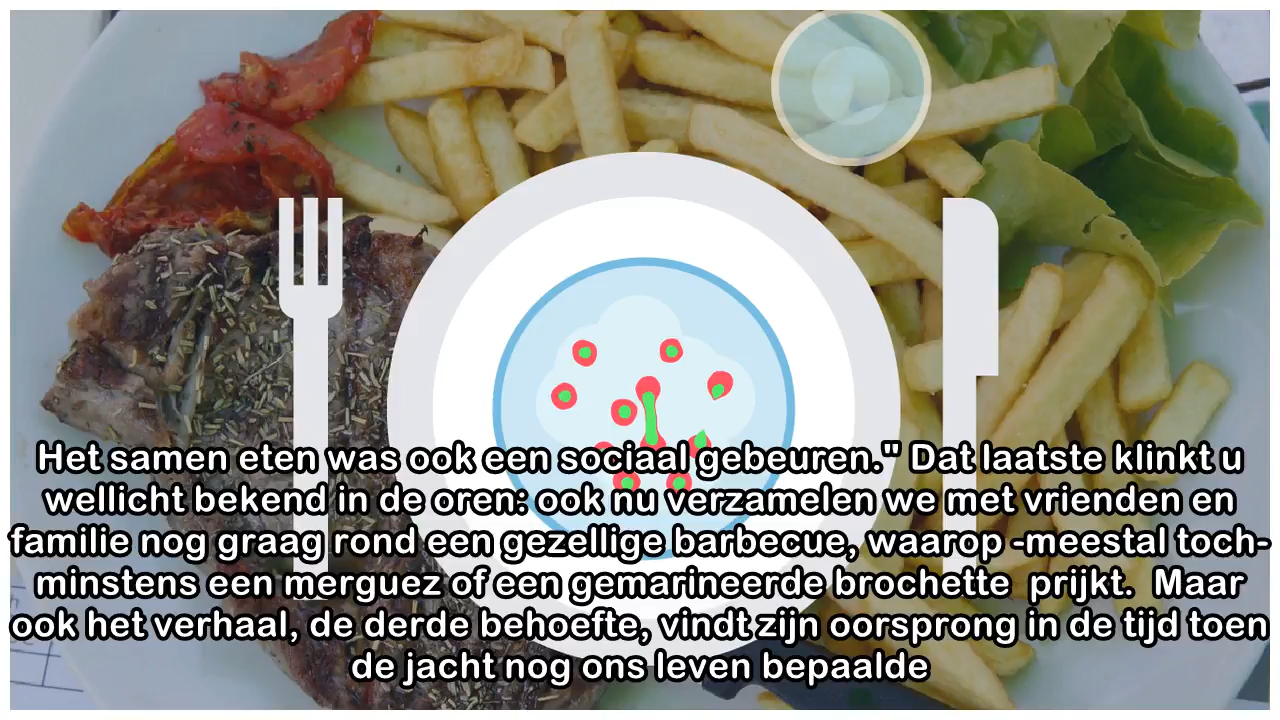 Het samen eten was ook een sociaal gebeuren." Dat laatste klinkt u
wellicht bekend in de oren: ook nu verzamelen we met vrienden en
familie nog graag rond een gezellige barbecue, waarop -meestal toch-
minstens een merguez of een gemarineerde brochette  prijkt.  Maar
ook het verhaal, de derde behoefte, vindt zijn oorsprong in de tijd toen
de jacht nog ons leven bepaalde